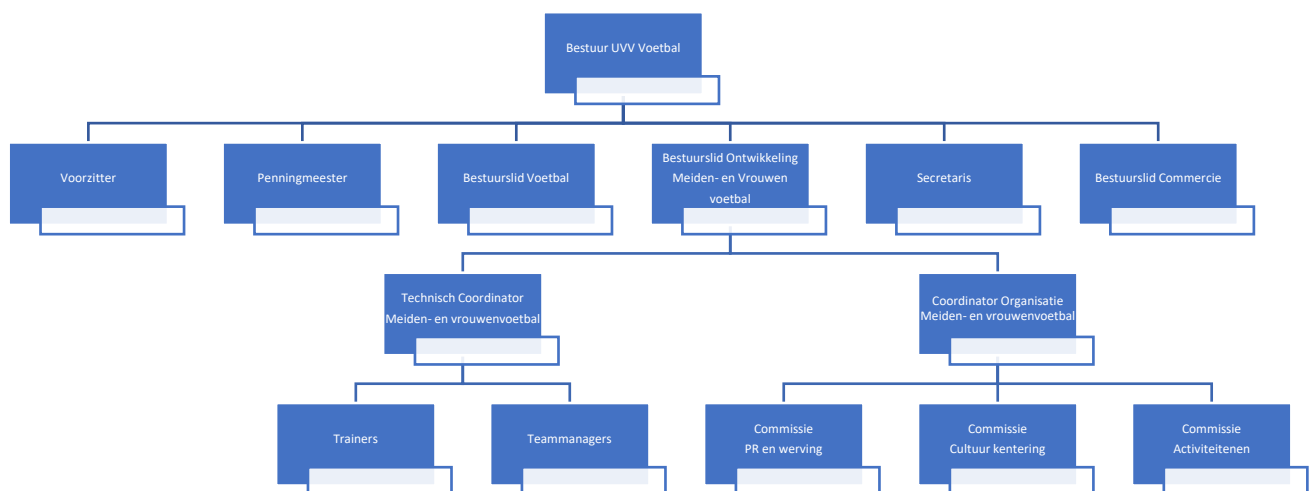 Bestuur UVV Voetbal
Voorzitter
Penningmeester
Bestuurslid Voetbal
Bestuurslid Ontwikkeling
Meiden- en Vrouwen
voetbal
Secretaris
Bestuurslid Commercie
Technisch Coordinator
Meiden- en vrouwenvoetbal
Coordinator Organisatie
Meiden- en vrouwenvoetbal
Trainers
Teammanagers
Commissie
PR en werving
Commissie
Cultuur kentering
Commissie
Activiteitenen